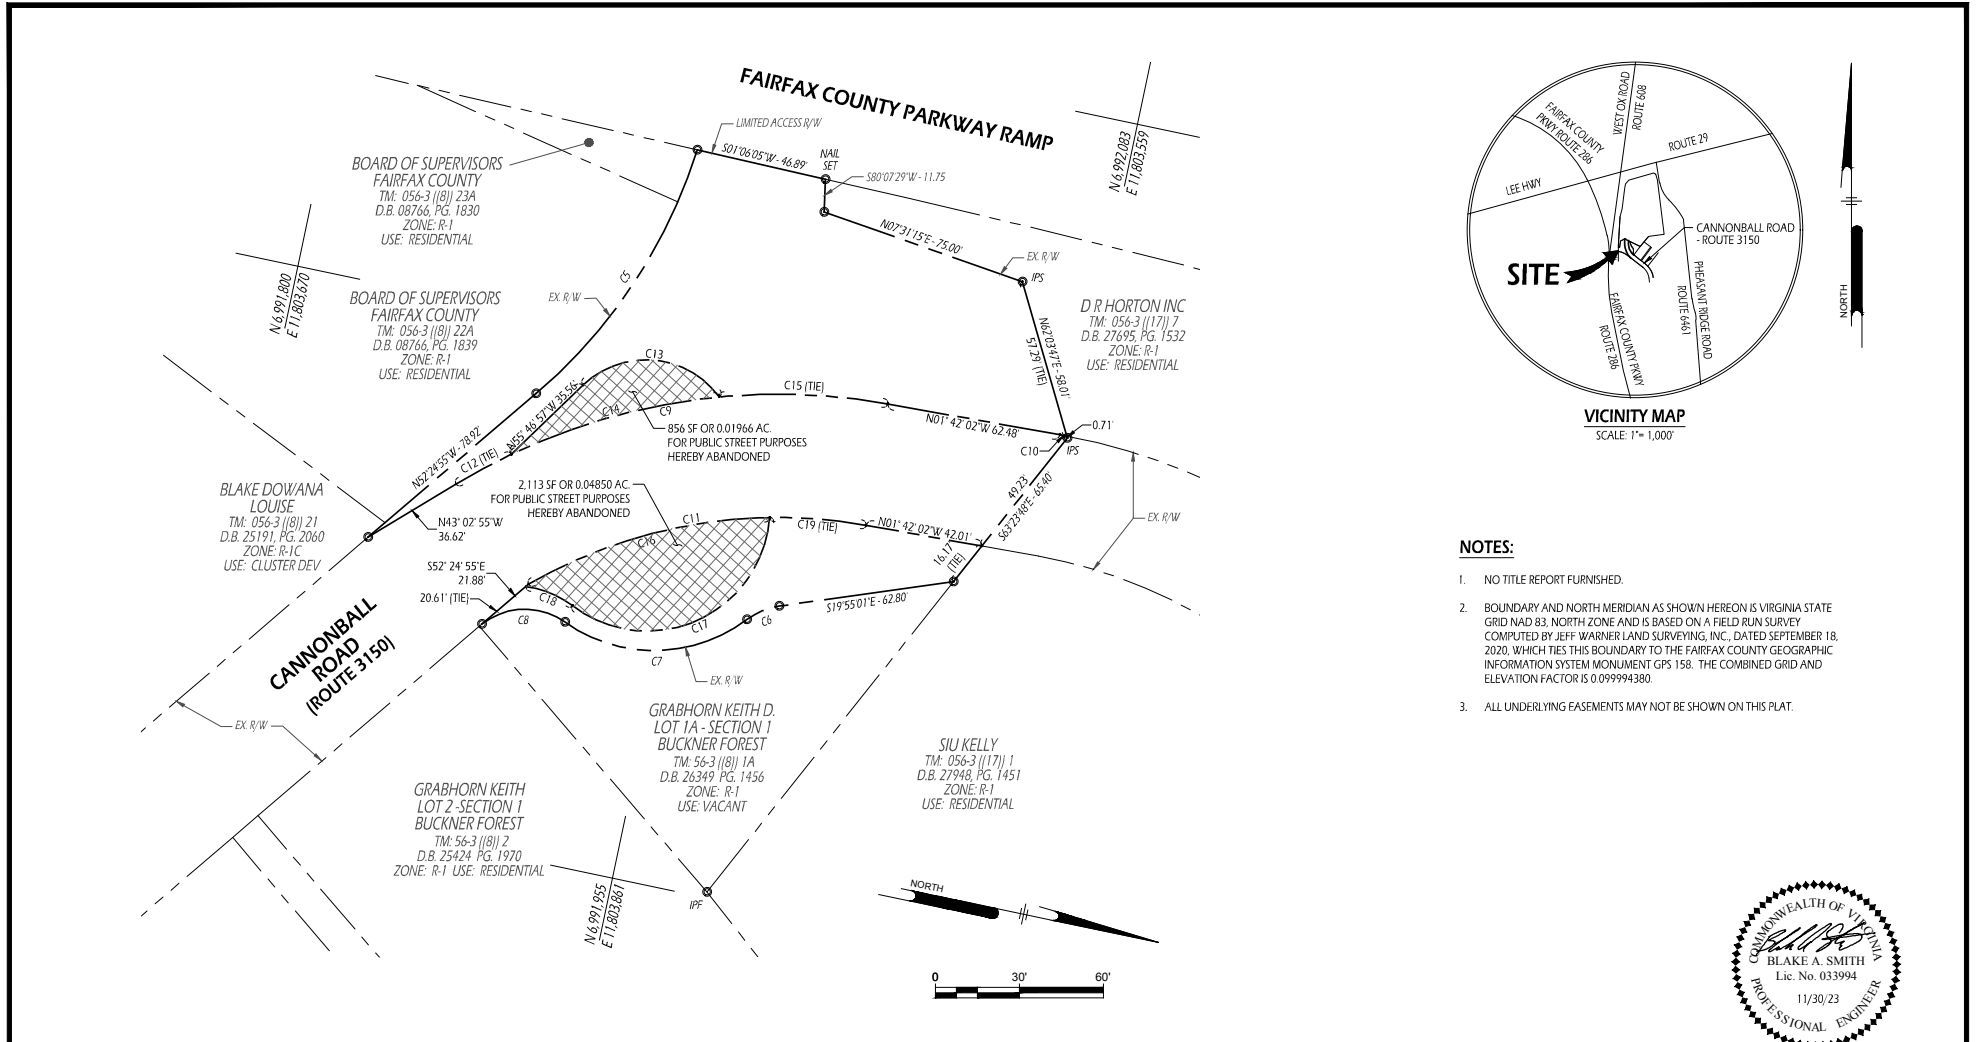 FAIRFAX COUNTY PARKWAY RAMP
LIMITED ACCESS R/W
S01°06'05"W - 46.89'
NAIL
SET
S80°07'29"W - 11.75
N07°31'15"E - 75.00'
EX. R/W
IPS
N 6,992,083
E 11,803,559
BOARD OF SUPERVISORS
FAIRFAX COUNTY
TM: 056-3 ((8)) 23A
D.B. 08766, PG. 1830
ZONE: R-1
USE: RESIDENTIAL
N 6,991,800
E 11,803,670
BOARD OF SUPERVISORS
FAIRFAX COUNTY
TM: 056-3 ((8)) 22A
D.B. 08766, PG. 1839
ZONE: R-1
USE: RESIDENTIAL
EX. R/W
C5
D R HORTON INC
TM: 056-3 ((17)) 7
D.B. 27695, PG. 1532
ZONE: R-1
USE: RESIDENTIAL
N62°03'47"E - 58.01'
57.29' (TIE)
C13
C14
C9
C15 (TIE)
N01° 42' 02"W 62.48'
C10
0.71'
IPS
N55° 46' 57"W 35.56'
N52°24'55"W - 78.92'
C12 (TIE)
856 SF OR 0.01966 AC.
FOR PUBLIC STREET PURPOSES
HEREBY ABANDONED
2,113 SF OR 0.04850 AC.
FOR PUBLIC STREET PURPOSES
HEREBY ABANDONED
BLAKE DOWANA
LOUISE
TM: 056-3 ((8)) 21
D.B. 25191, PG. 2060
ZONE: R-1C
USE: CLUSTER DEV
N43° 02' 55"W
36.62'
C11
C16
C19 (TIE)
N01° 42' 02"W 42.01'
49.23'
S63°23'48"E - 65.40'
16.17'
(TIE)
EX. R/W
S52° 24' 55"E
21.88'
20.61' (TIE)
C18
C8
C17
C6
C7
S19°55'01"E - 62.80'
EX. R/W
CANNONBALL
ROAD
(ROUTE 3150)
EX. R/W
GRABHORN KEITH D.
LOT 1A - SECTION 1
BUCKNER FOREST
TM: 56-3 ((8)) 1A
D.B. 26349 PG. 1456
ZONE: R-1
USE: VACANT
SIU KELLY
TM: 056-3 ((17)) 1
D.B. 27948, PG. 1451
ZONE: R-1
USE: RESIDENTIAL
GRABHORN KEITH
LOT 2 -SECTION 1
BUCKNER FOREST
TM: 56-3 ((8)) 2
D.B. 25424 PG. 1970
ZONE: R-1 USE: RESIDENTIAL
N 6,991,955
E 11,803,861
IPF
NORTH
0 30' 60'
WEST OX ROAD
ROUTE 608
FAIRFAX COUNTY
PKWY ROUTE 286
ROUTE 29
LEE HWY
CANNONBALL ROAD
- ROUTE 3150
SITE
PHEASANT RIDGE ROAD
ROUTE 6461
FAIRFAX COUNTY PKWY
ROUTE 286
VICINITY MAP
SCALE: 1"= 1,000'
NORTH
NOTES:
1. NO TITLE REPORT FURNISHED.
2. BOUNDARY AND NORTH MERIDIAN AS SHOWN HEREON IS VIRGINIA STATE
GRID NAD 83, NORTH ZONE AND IS BASED ON A FIELD RUN SURVEY
COMPUTED BY JEFF WARNER LAND SURVEYING, INC., DATED SEPTEMBER 18,
2020, WHICH TIES THIS BOUNDARY TO THE FAIRFAX COUNTY GEOGRAPHIC
INFORMATION SYSTEM MONUMENT GPS 158. THE COMBINED GRID AND
ELEVATION FACTOR IS 0.099994380.
3. ALL UNDERLYING EASEMENTS MAY NOT BE SHOWN ON THIS PLAT.
COMMONWEALTH OF VIRGINIA
BLAKE A. SMITH
Lic. No. 033994
11/30/23
PROFESSIONAL ENGINEER